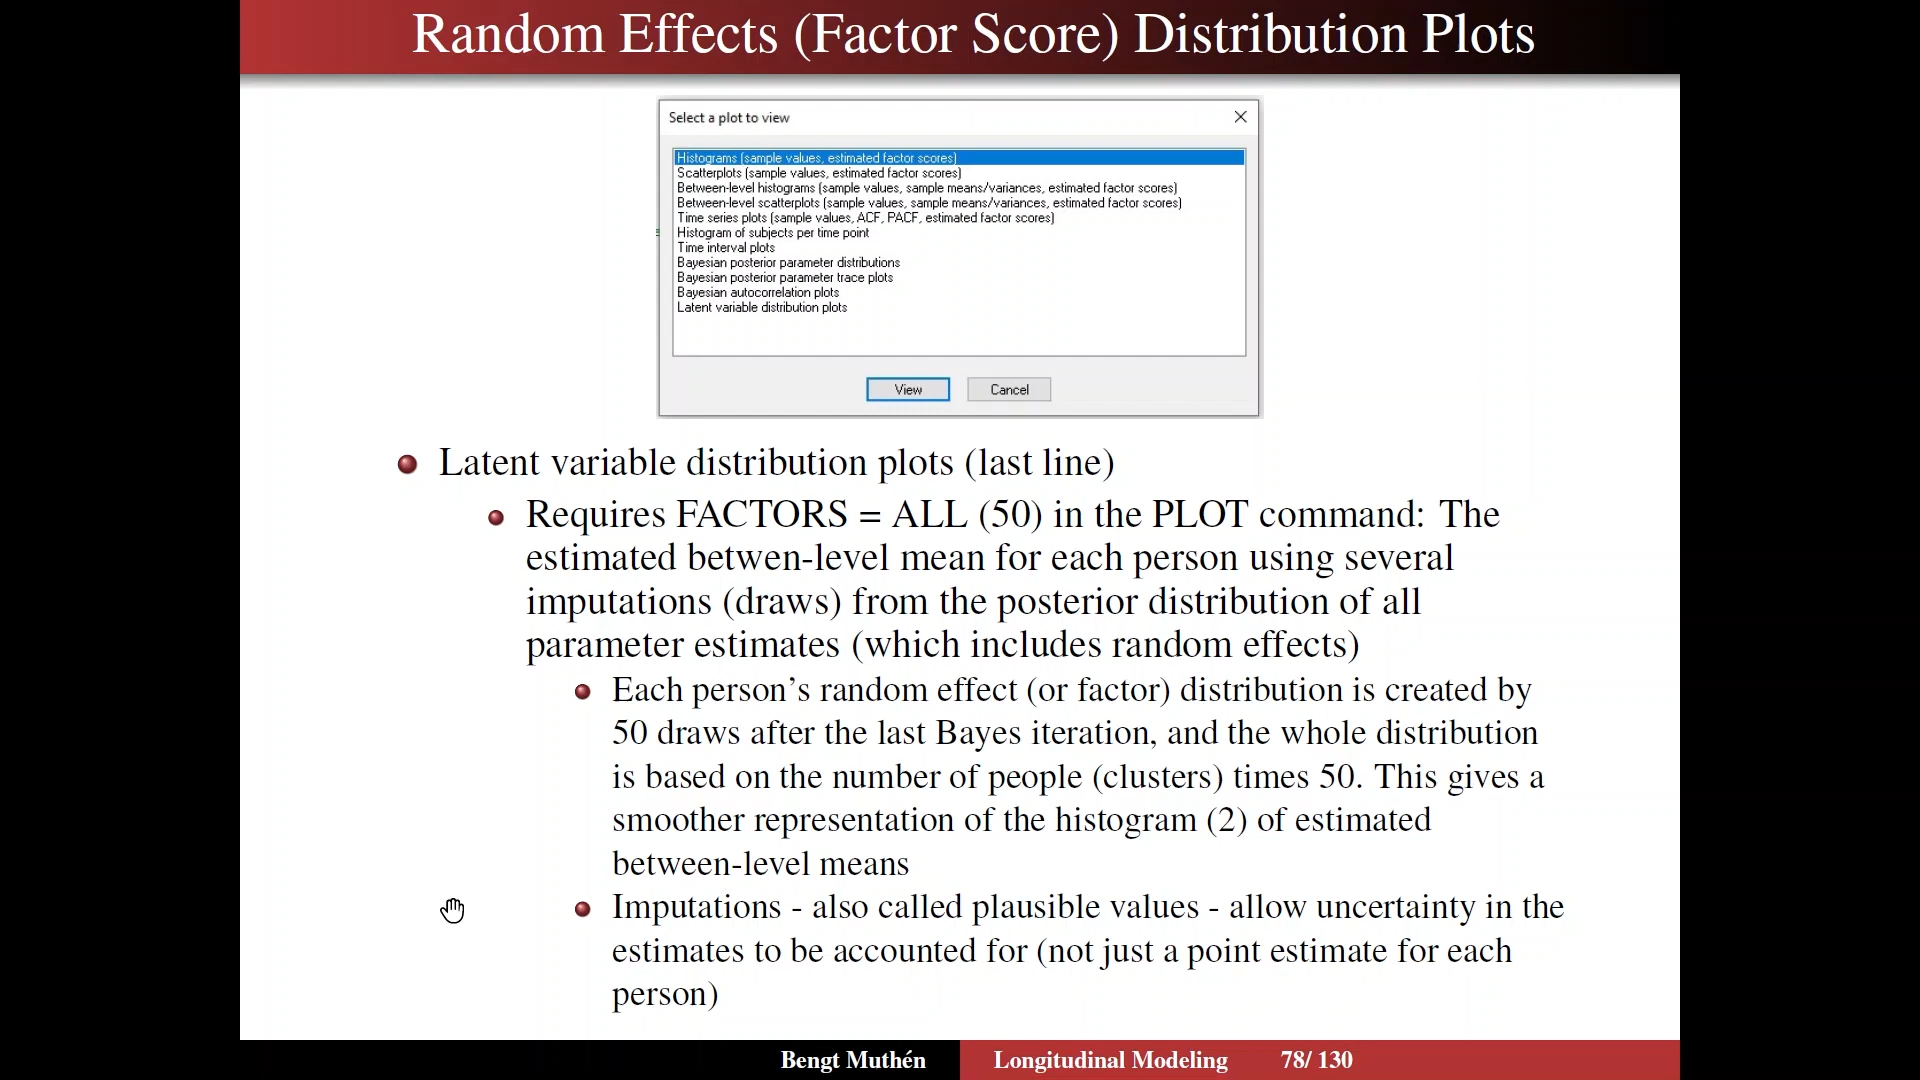 Random Effects (Factor Score) Distribution Plots
Select a plot to view
Histograms (sample values, estimated factor scores)
Scatterplots (sample values, estimated factor scores)
Between-level histograms (sample values, sample means/variances, estimated factor scores)
Between-level scatterplots (sample values, sample means/variances, estimated factor scores)
Time series plots (sample values, ACF, PACF, estimated factor scores)
Histogram of subjects per time point
Time interval plots
Bayesian posterior parameter distributions
Bayesian posterior parameter trace plots
Bayesian autocorrelation plots
Latent variable distribution plots
View Cancel
Latent variable distribution plots (last line)
Requires FACTORS = ALL (50) in the PLOT command: The
estimated betwen-level mean for each person using several
imputations (draws) from the posterior distribution of all
parameter estimates (which includes random effects)
Each person’s random effect (or factor) distribution is created by
50 draws after the last Bayes iteration, and the whole distribution
is based on the number of people (clusters) times 50. This gives a
smoother representation of the histogram (2) of estimated
between-level means
Imputations - also called plausible values - allow uncertainty in the
estimates to be accounted for (not just a point estimate for each
person)
Bengt Muthén Longitudinal Modeling 78/ 130